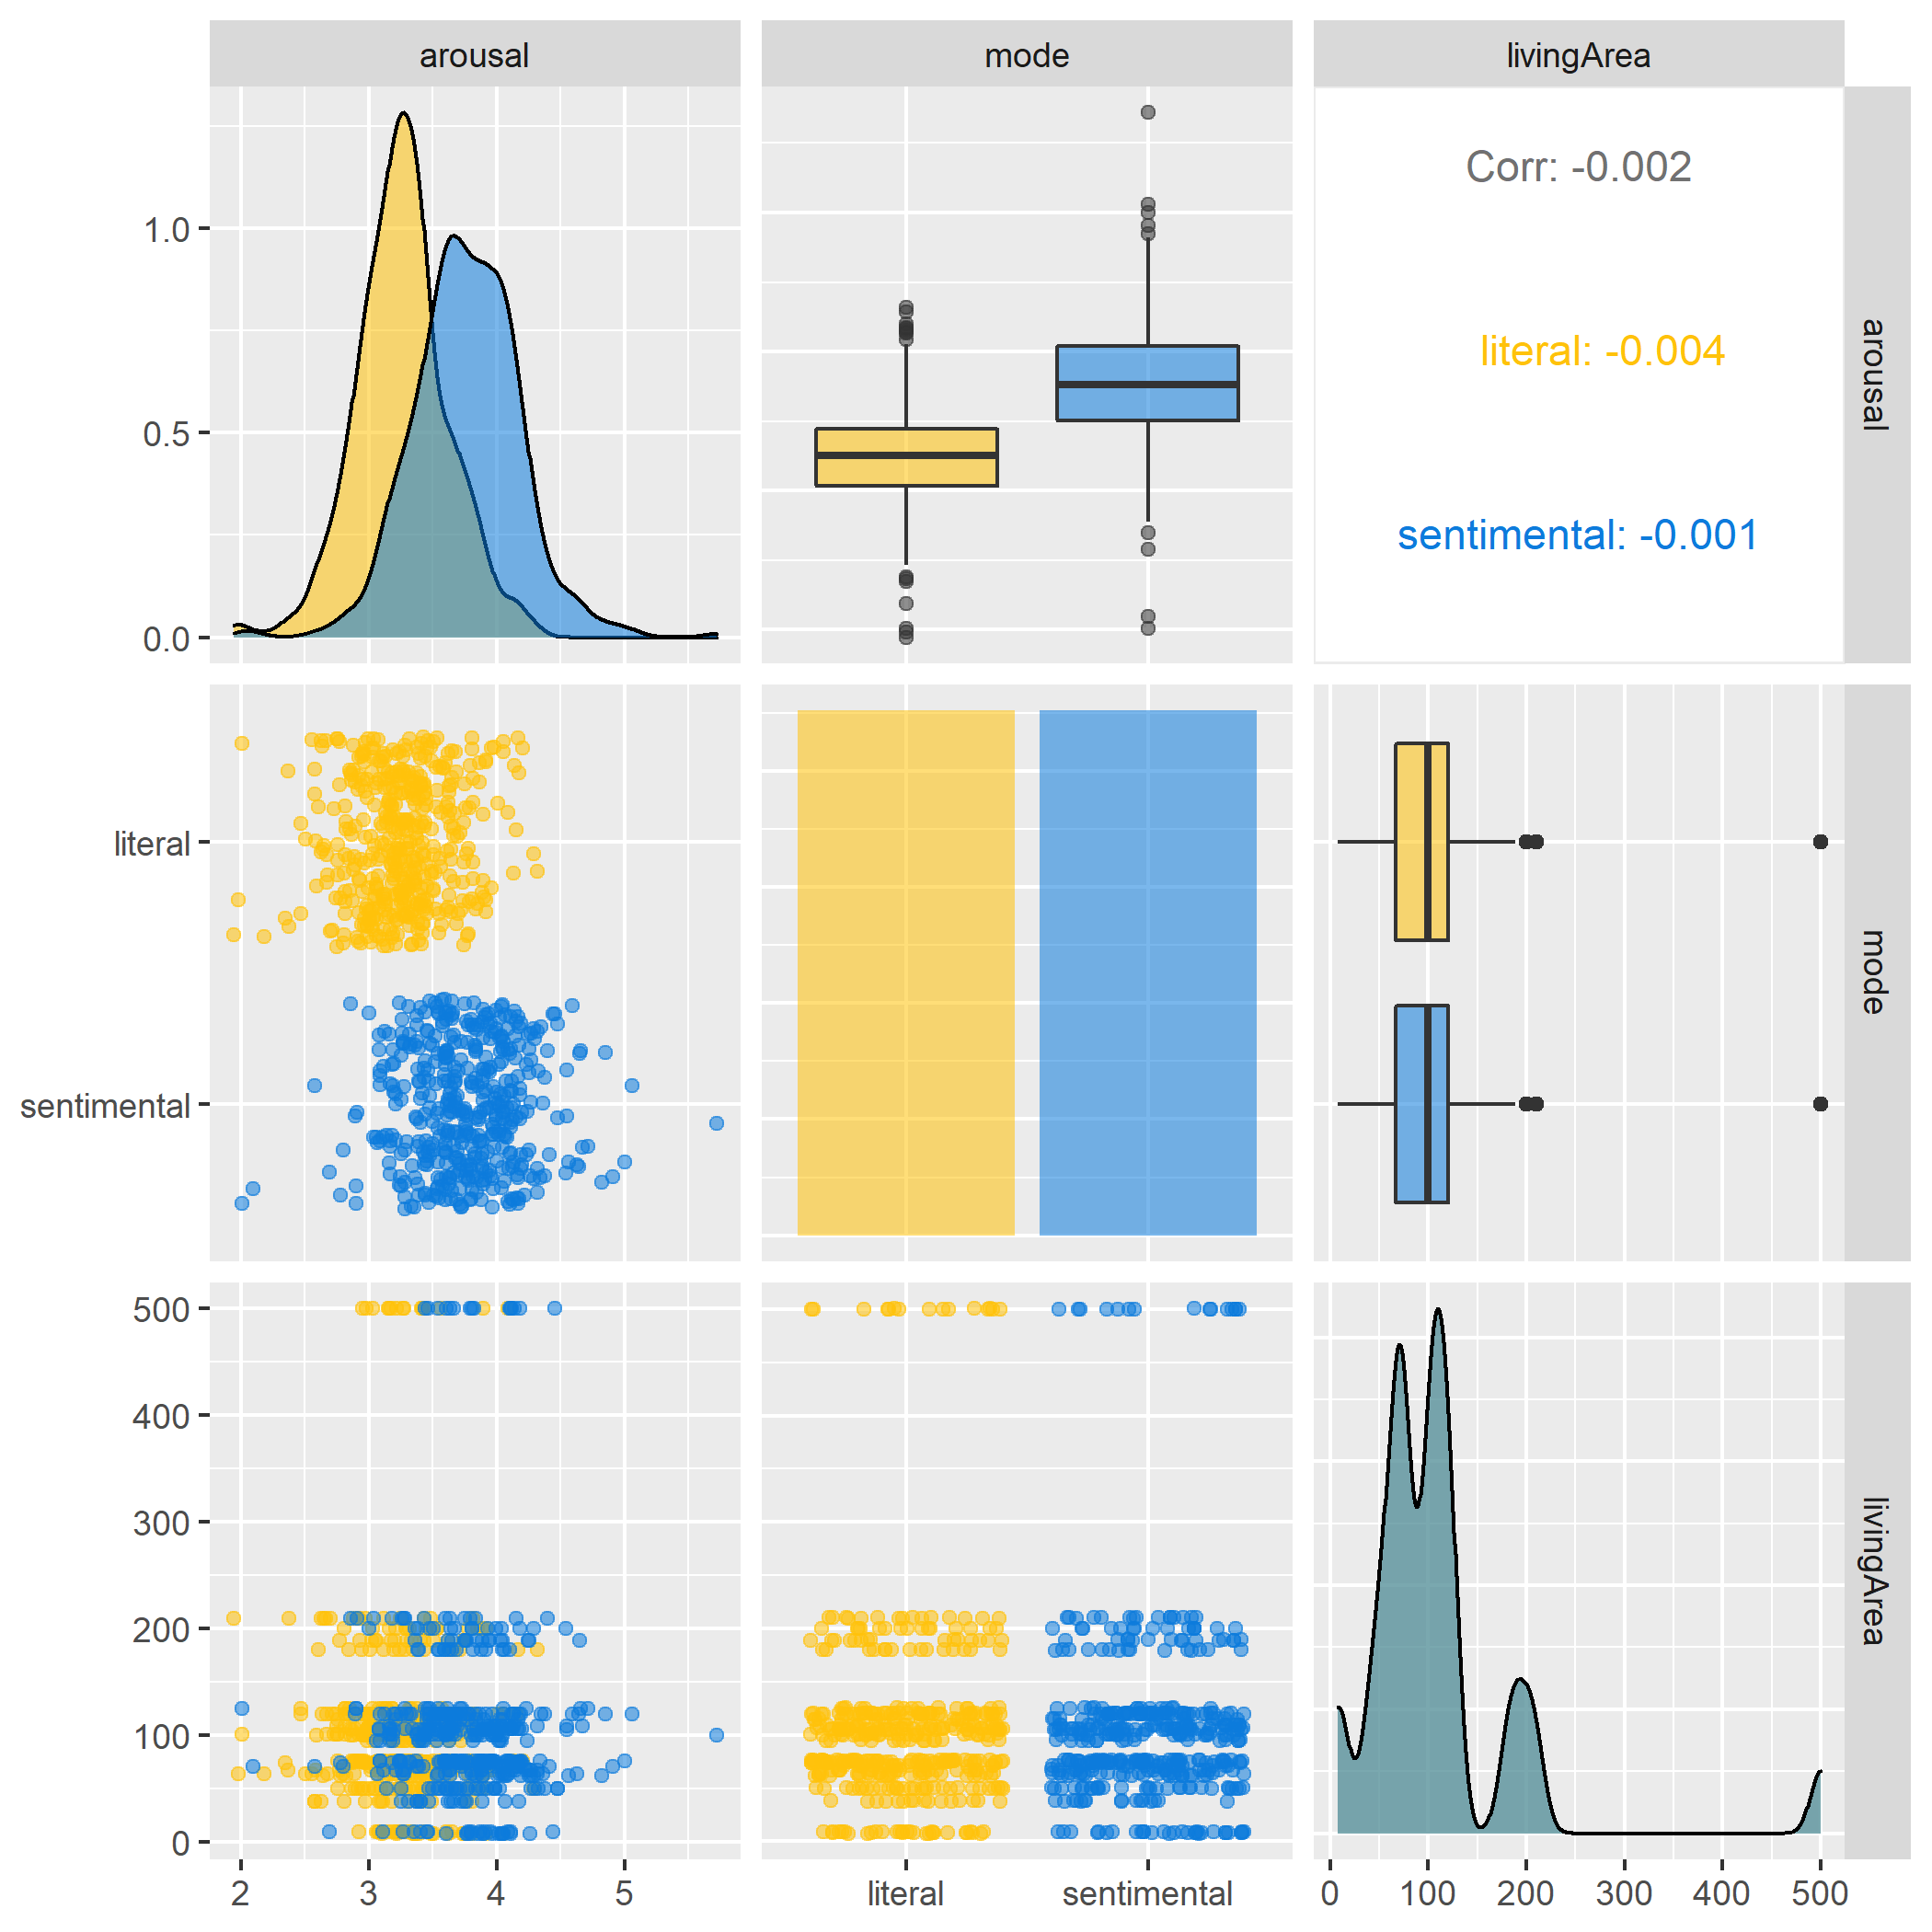 arousal mode livingArea
1.0
0.5
0.0
Corr: -0.002
literal: -0.004
sentimental: -0.001
arousal
literal
sentimental
mode
500
400
300
200
100
0
livingArea
2 3 4 5
literal sentimental
0 100 200 300 400 500